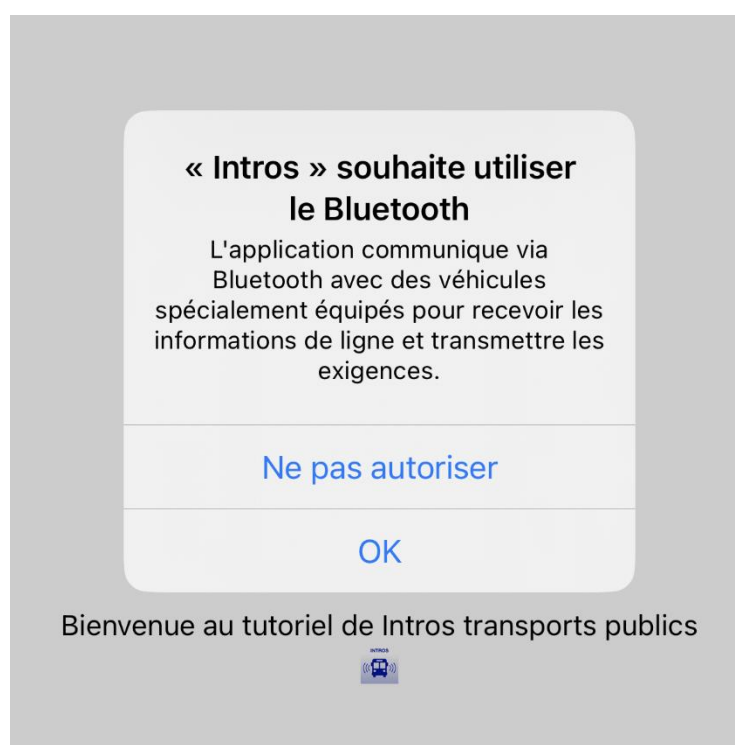 « Intros » souhaite utiliser
le Bluetooth
L'application communique via
Bluetooth avec des véhicules
spécialement équipés pour recevoir les
informations de ligne et transmettre les
exigences.
Ne pas autoriser
OK
Bienvenue au tutoriel de Intros transports publics
INTROS